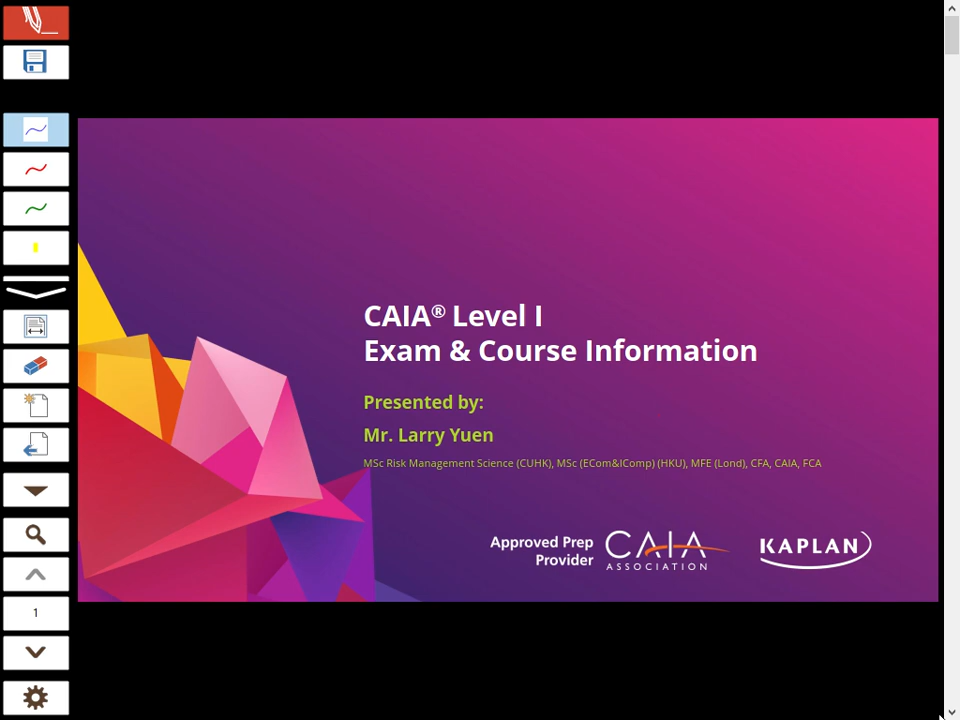 CAIA® Level I
Exam & Course Information
Presented by:
Mr. Larry Yuen
MSc Risk Management Science (CUHK), MSc (ECom&IComp) (HKU), MFE (Lond), CFA, CAIA, FCA
Approved Prep
Provider
CAIA
ASSOCIATION
KAPLAN
1